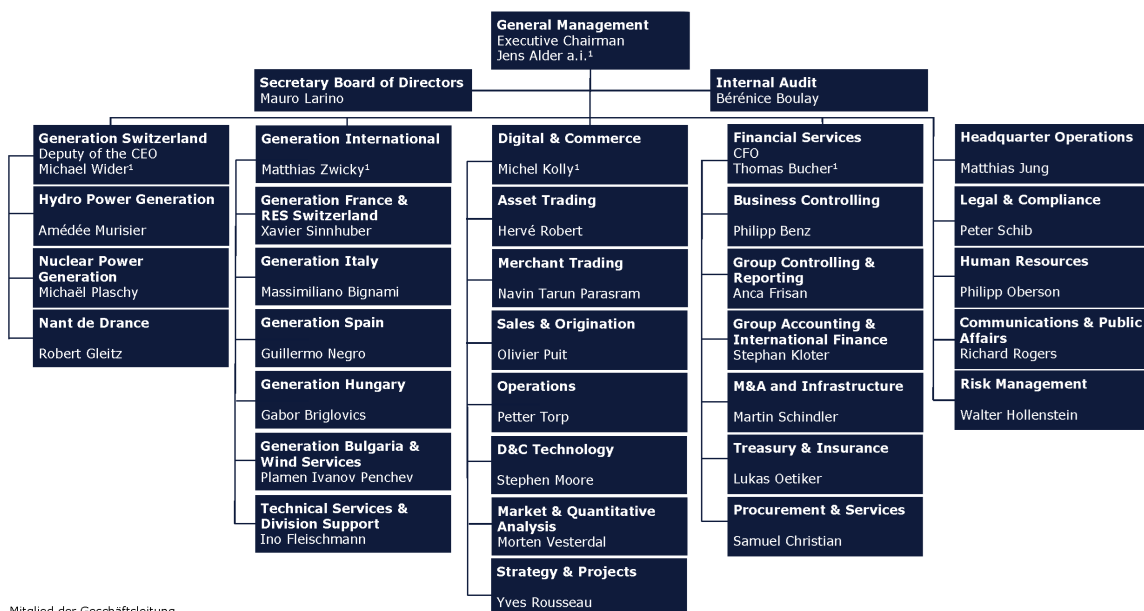 General Management
Executive Chairman
Jens Alder a.i.¹
Secretary Board of Directors
Mauro Larino
Internal Audit
Bérénice Boulay
Generation Switzerland
Deputy of the CEO
Michael Wider¹
Hydro Power Generation
Amédée Murisier
Nuclear Power
Generation
Michaël Plaschy
Nant de Drance
Robert Gleitz
Generation International
Matthias Zwicky¹
Generation France &
RES Switzerland
Xavier Sinnhuber
Generation Italy
Massimiliano Bignami
Generation Spain
Guillermo Negro
Generation Hungary
Gabor Briglovics
Generation Bulgaria &
Wind Services
Plamen Ivanov Penchev
Technical Services &
Division Support
Ino Fleischmann
Digital & Commerce
Michel Kolly¹
Asset Trading
Hervé Robert
Merchant Trading
Navin Tarun Parasram
Sales & Origination
Olivier Puit
Operations
Petter Torp
D&C Technology
Stephen Moore
Market & Quantitative
Analysis
Morten Vesterdal
Strategy & Projects
Yves Rousseau
Financial Services
CFO
Thomas Bucher¹
Business Controlling
Philipp Benz
Group Controlling &
Reporting
Anca Frisan
Group Accounting &
International Finance
Stephan Kloter
M&A and Infrastructure
Martin Schindler
Treasury & Insurance
Lukas Oetiker
Procurement & Services
Samuel Christian
Headquarter Operations
Matthias Jung
Legal & Compliance
Peter Schib
Human Resources
Philipp Oberson
Communications & Public
Affairs
Richard Rogers
Risk Management
Walter Hollenstein
Mitglied der Geschäftsleitung